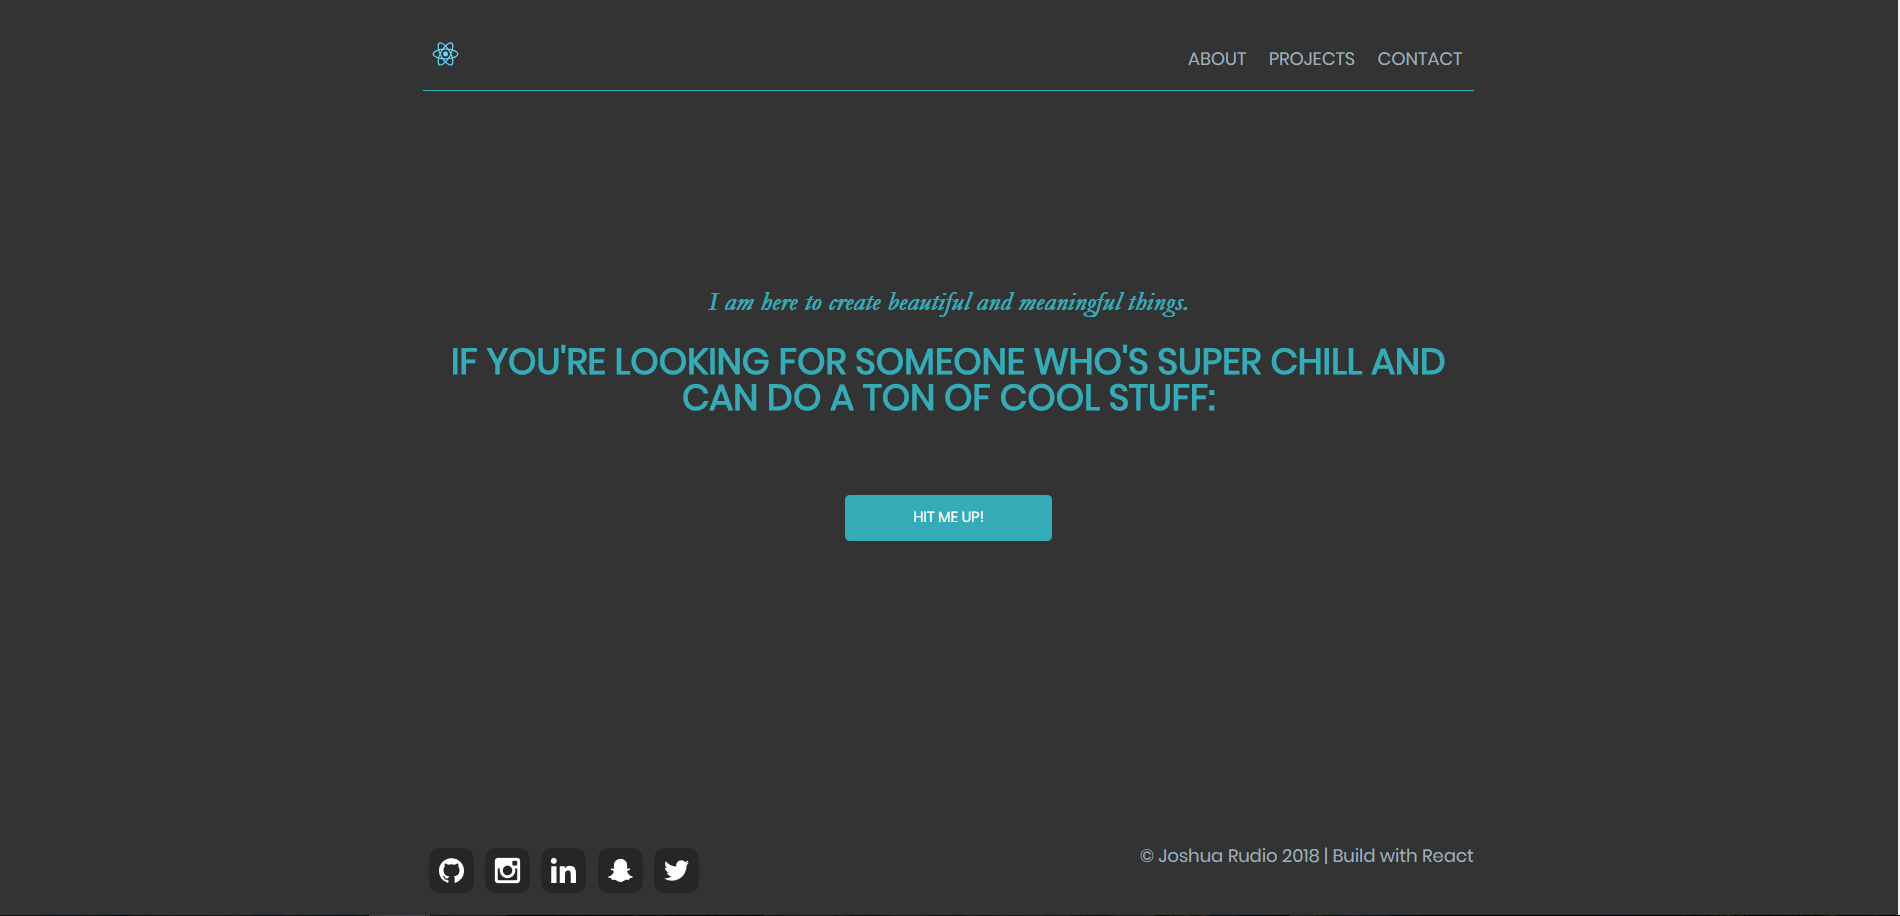 ABOUT PROJECTS CONTACT
I am here to create beautiful and meaningful things.
IF YOU'RE LOOKING FOR SOMEONE WHO'S SUPER CHILL AND
CAN DO A TON OF COOL STUFF:
HIT ME UP!
© Joshua Rudio 2018 | Build with React